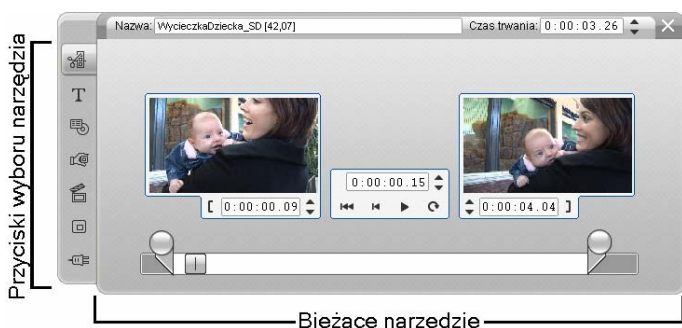 Nazwa: WycieczkaDziecka_SD [42,07] Czas trwania: 0:00:03.26
Przyciski wyboru narzędzia
T
0:00:00.15
[ 0:00:00.09
0:00:04.04 ]
Bieżące narzędzie